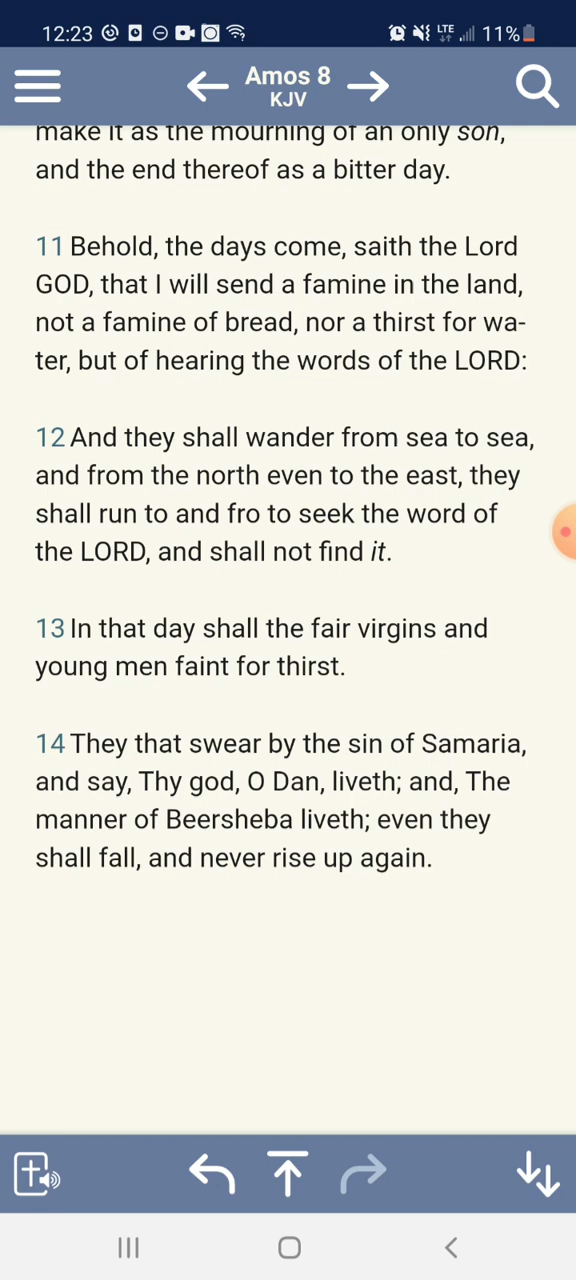 12:23 LTE 11%
Amos 8
KJV
make it as the mourning of an only son,
and the end thereof as a bitter day.
11 Behold, the days come, saith the Lord
GOD, that I will send a famine in the land,
not a famine of bread, nor a thirst for wa-
ter, but of hearing the words of the LORD:
12 And they shall wander from sea to sea,
and from the north even to the east, they
shall run to and fro to seek the word of
the LORD, and shall not find it.
13 In that day shall the fair virgins and
young men faint for thirst.
14 They that swear by the sin of Samaria,
and say, Thy god, O Dan, liveth; and, The
manner of Beersheba liveth; even they
shall fall, and never rise up again.